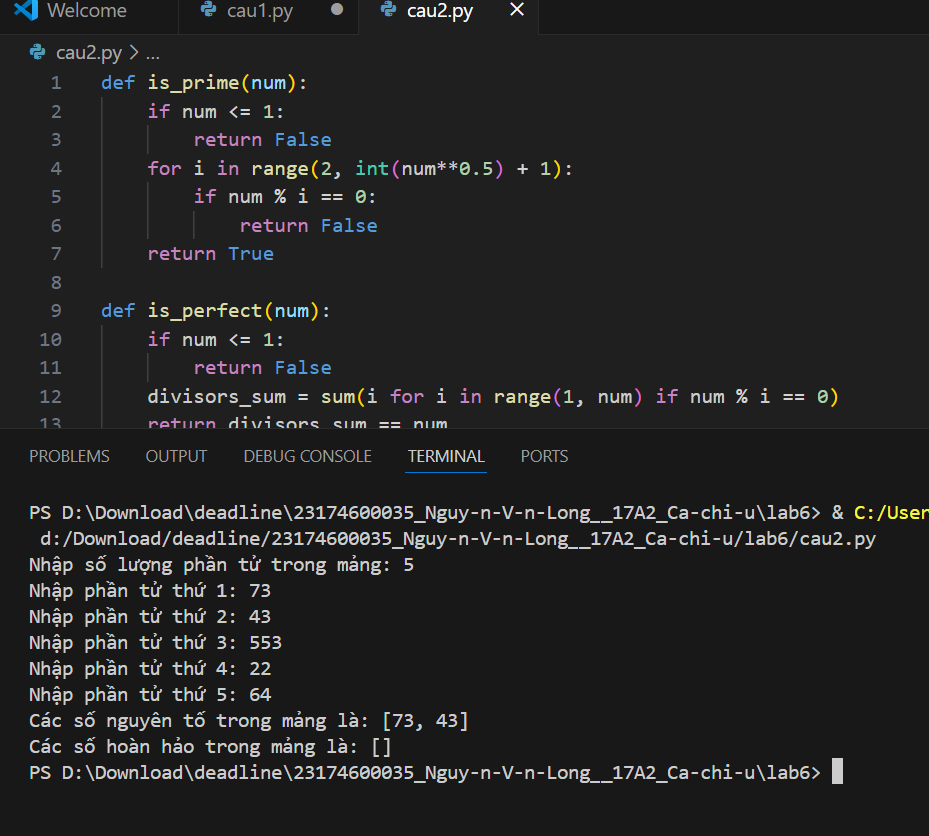 Welcome cau1.py cau2.py
cau2.py > ...
1 def is_prime(num):
2     if num <= 1:
3         return False
4     for i in range(2, int(num**0.5) + 1):
5         if num % i == 0:
6             return False
7     return True
8
9 def is_perfect(num):
10     if num <= 1:
11         return False
12     divisors_sum = sum(i for i in range(1, num) if num % i == 0)
13     return divisors_sum == num
PROBLEMS OUTPUT DEBUG CONSOLE TERMINAL PORTS
PS D:\Download\deadline\23174600035_Nguy-n-V-n-Long__17A2_Ca-chi-u\lab6> & C:/User
d:/Download/deadline/23174600035_Nguy-n-V-n-Long__17A2_Ca-chi-u/lab6/cau2.py
Nhập số lượng phần tử trong mảng: 5
Nhập phần tử thứ 1: 73
Nhập phần tử thứ 2: 43
Nhập phần tử thứ 3: 553
Nhập phần tử thứ 4: 22
Nhập phần tử thứ 5: 64
Các số nguyên tố trong mảng là: [73, 43]
Các số hoàn hảo trong mảng là: []
PS D:\Download\deadline\23174600035_Nguy-n-V-n-Long__17A2_Ca-chi-u\lab6>